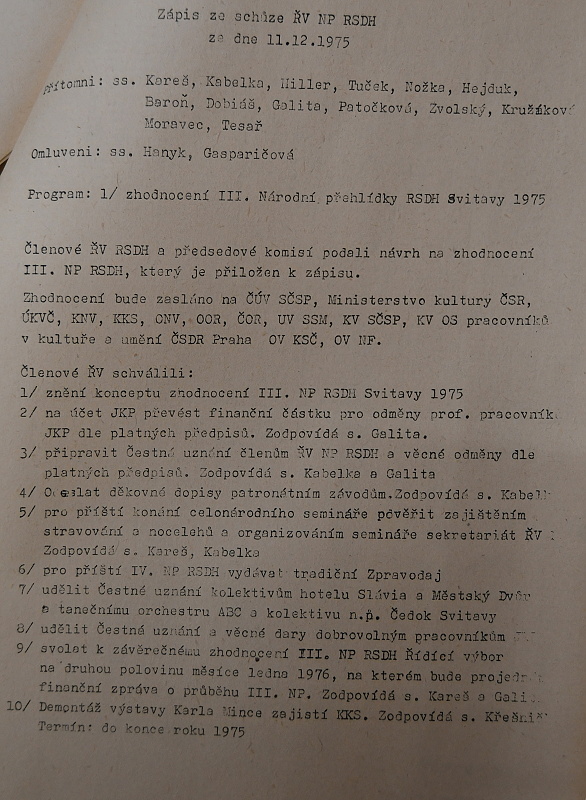 Zápis ze schůze ŘV NP RSDH
ze dne 11.12.1975
přítomni: ss. Kareš, Kabelka, Miller, Tuček, Nožka, Hejduk,
Baroň, Dobiáš, Galita, Patočková, Zvolský, Kružákov
Moravec, Tesař
Omluveni: ss. Hanyk, Gasparičová
Program: 1/ zhodnocení III. Národní přehlídky RSDH Svitavy 1975
Členové ŘV RSDH a předsedové komisí podali návrh na zhodnocení
III. NP RSDH, který je přiložen k zápisu.
Zhodnocení bude zasláno na ČÚV SČSP, Ministerstvo kultury ČSR,
ÚKVČ, KNV, KKS, ONV, OOR, ČOR, UV SSM, KV SČSP, KV OS pracovníků
v kultuře a umění ČSDR Praha OV KSČ, OV NF.
Členové ŘV schválili:
1/ znění konceptu zhodnocení III. NP RSDH Svitavy 1975
2/ na účet JKP převést finanční částku pro odměny prof. pracovník
JKP dle platných předpisů. Zodpovídá s. Galita.
3/ připravit Čestná uznání členům ŘV NP RSDH a věcné odměny dle
platných předpisů. Zodpovídá s. Kabelka a Galita
4/ Odeslat děkovné dopisy patronátním závodům.Zodpovídá s. Kabel
5/ pro příští konání celonárodního semináře pověřit zajištěním
stravování a nocelehů a organizováním semináře sekretariát ŘV
Zodpovídá s. Kareš, Kabelka
6/ pro příští IV. NP RSDH vydávat tradiční Zpravodaj
7/ udělit Čestné uznání kolektivům hotelu Slávia a Městský Dvůr
a tanečnímu orchestru ABC a kolektivu n.p. Čedok Svitavy
8/ udělit Čestná uznání a věcné dary dobrovolným pracovníkům
9/ svolat k závěrečnému zhodnocení III. NP RSDH Řídící výbor
na druhou polovinu měsíce ledna 1976, na kterém bude projed
finanční zpráva o průběhu III. NP. Zodpovídá s. Kareš a Gali
10/ Demontáž výstavy Karla Mince zajistí KKS. Zodpovídá s.
Termín: do konce roku 1975